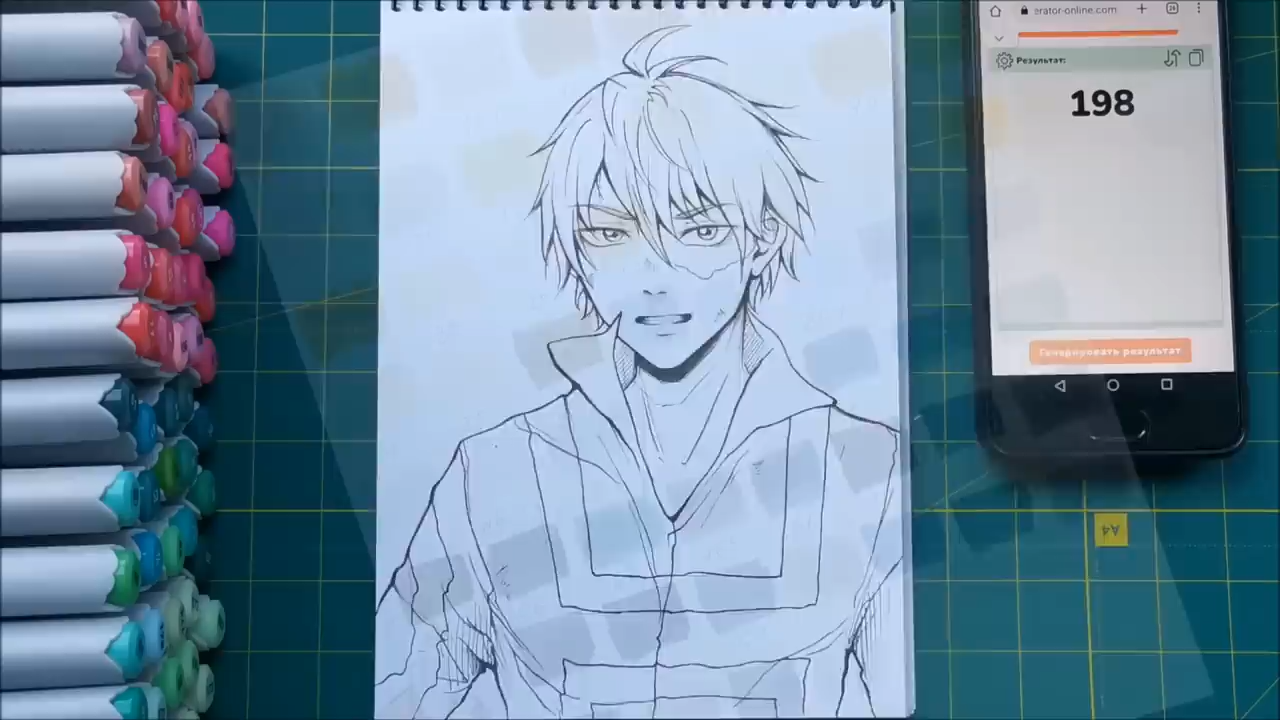 erator-online.com
Результат:
198
Генерировать результат
A4